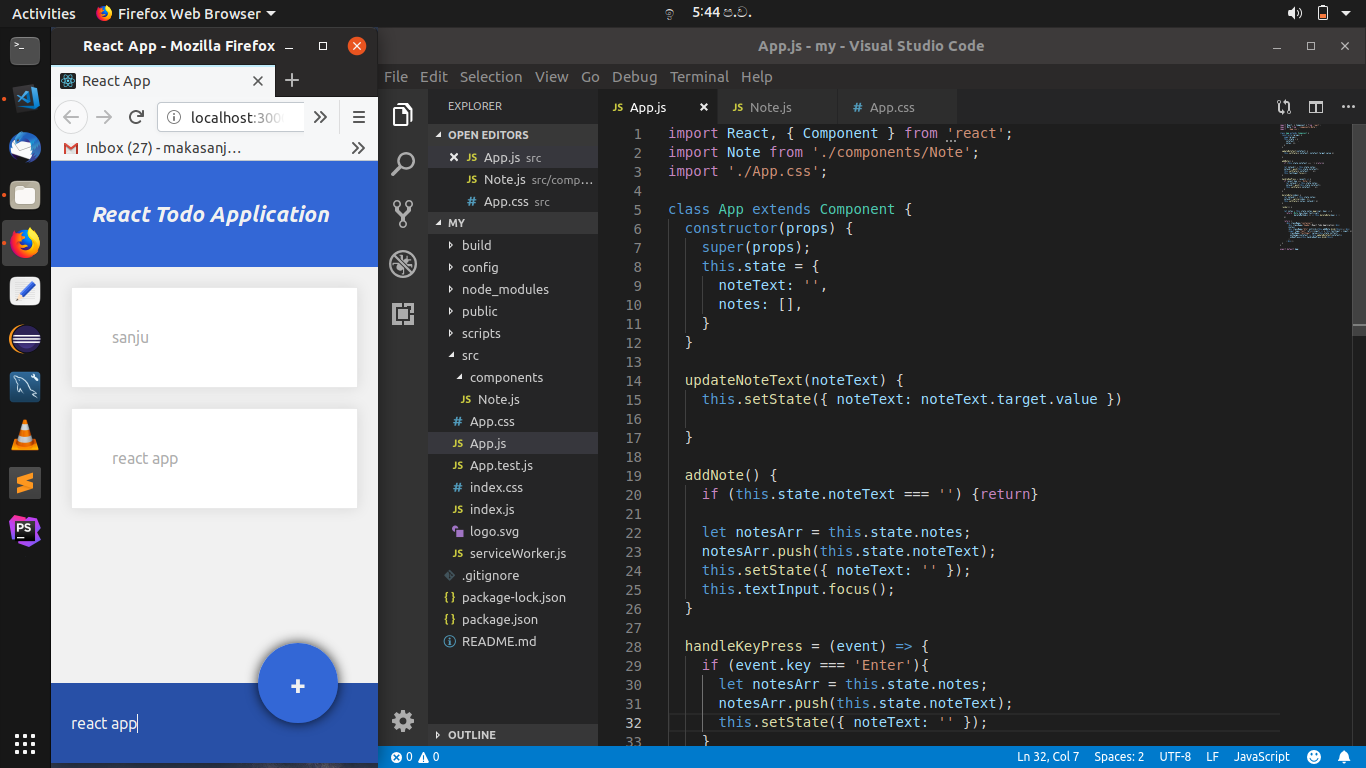 Activities
Firefox Web Browser
5:44 ප.ව.
React App - Mozilla Firefox
React App
localhost:300
Inbox (27) - makasanj…
React Todo Application
sanju
react app
+
react app
App.js - my - Visual Studio Code
File Edit Selection View Go Debug Terminal Help
EXPLORER
OPEN EDITORS
App.js src
Note.js src/comp…
App.css src
MY
build
config
node_modules
public
scripts
src
components
JS Note.js
# App.css
JS App.js
JS App.test.js
# index.css
JS index.js
logo.svg
JS serviceWorker.js
.gitignore
{} package-lock.json
{} package.json
README.md
OUTLINE
JS App.js
JS Note.js
# App.css
1 import React, { Component } from 'react';
2 import Note from './components/Note';
3 import './App.css';
4
5 class App extends Component {
6 constructor(props) {
7 super(props);
8 this.state = {
9 noteText: '',
10 notes: [],
11 }
12 }
13
14 updateNoteText(noteText) {
15 this.setState({ noteText: noteText.target.value })
16
17 }
18
19 addNote() {
20 if (this.state.noteText === '') {return}
21
22 let notesArr = this.state.notes;
23 notesArr.push(this.state.noteText);
24 this.setState({ noteText: '' });
25 this.textInput.focus();
26 }
27
28 handleKeyPress = (event) => {
29 if (event.key === 'Enter'){
30 let notesArr = this.state.notes;
31 notesArr.push(this.state.noteText);
32 this.setState({ noteText: '' });
33 }
0 0
Ln 32, Col 7 Spaces: 2 UTF-8 LF JavaScript